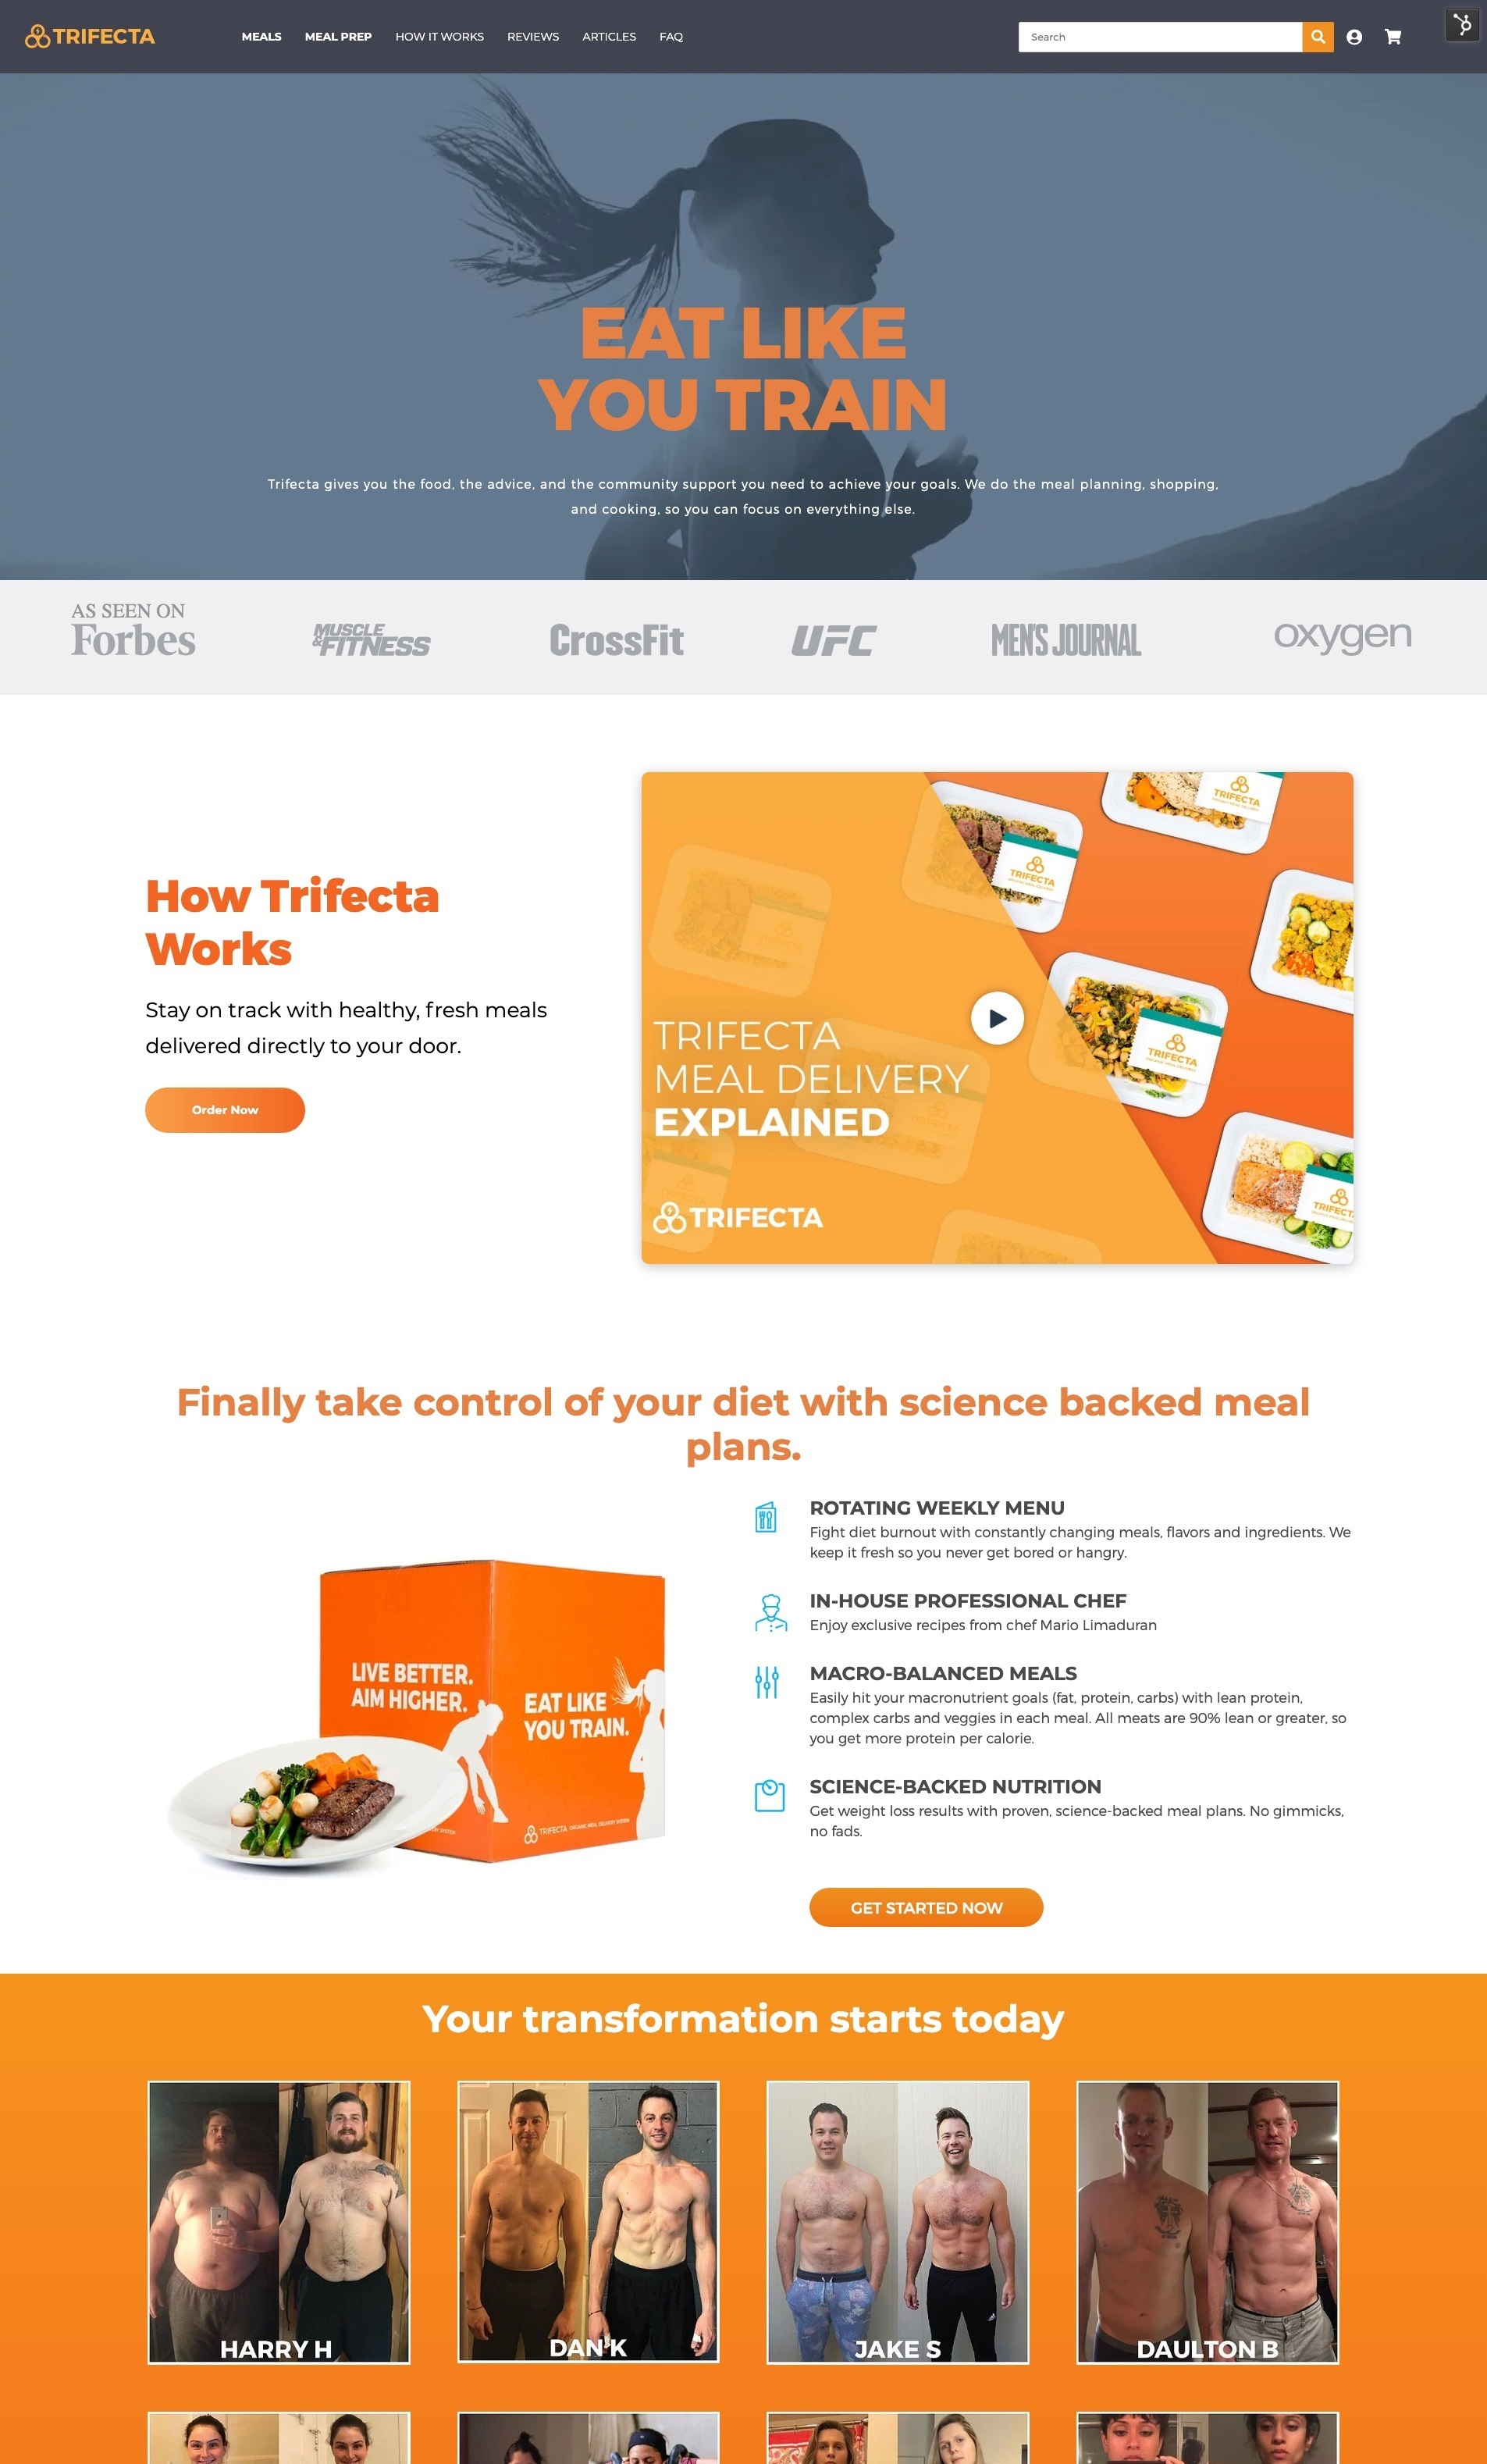 TRIFECTA
MEALS
MEAL PREP
HOW IT WORKS
REVIEWS
ARTICLES
FAQ
Search
EAT LIKE
YOU TRAIN
Trifecta gives you the food, the advice, and the community support you need to achieve your goals. We do the meal planning, shopping,
and cooking, so you can focus on everything else.
AS SEEN ON
Forbes
MUSCLE
&FITNESS
CrossFit
UFC
MEN'S JOURNAL
oxygen
How Trifecta
Works
Stay on track with healthy, fresh meals
delivered directly to your door.
Order Now
TRIFECTA
TRIFECTA
TRIFECTA
TRIFECTA
MEAL DELIVERY
EXPLAINED
TRIFECTA
Finally take control of your diet with science backed meal
plans.
LIVE BETTER.
AIM HIGHER.
EAT LIKE
YOU TRAIN.
TRIFECTA ORGANIC MEAL DELIVERY SYSTEM
ROTATING WEEKLY MENU
Fight diet burnout with constantly changing meals, flavors and ingredients. We
keep it fresh so you never get bored or hangry.
IN-HOUSE PROFESSIONAL CHEF
Enjoy exclusive recipes from chef Mario Limaduran
MACRO-BALANCED MEALS
Easily hit your macronutrient goals (fat, protein, carbs) with lean protein,
complex carbs and veggies in each meal. All meats are 90% lean or greater, so
you get more protein per calorie.
SCIENCE-BACKED NUTRITION
Get weight loss results with proven, science-backed meal plans. No gimmicks,
no fads.
GET STARTED NOW
Your transformation starts today
HARRY H
DAN K
JAKE S
DAULTON B